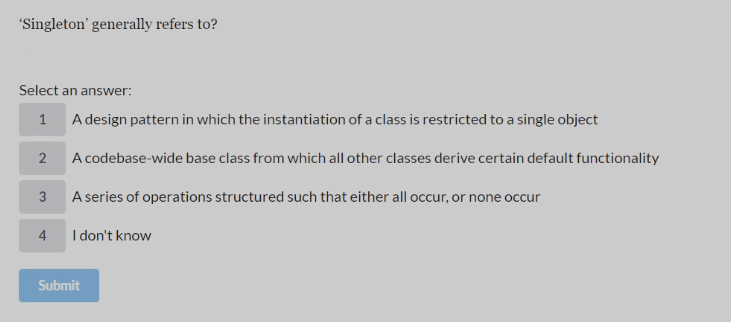 ‘Singleton’ generally refers to?
Select an answer:
1 A design pattern in which the instantiation of a class is restricted to a single object
2 A codebase-wide base class from which all other classes derive certain default functionality
3 A series of operations structured such that either all occur, or none occur
4 I don't know
Submit